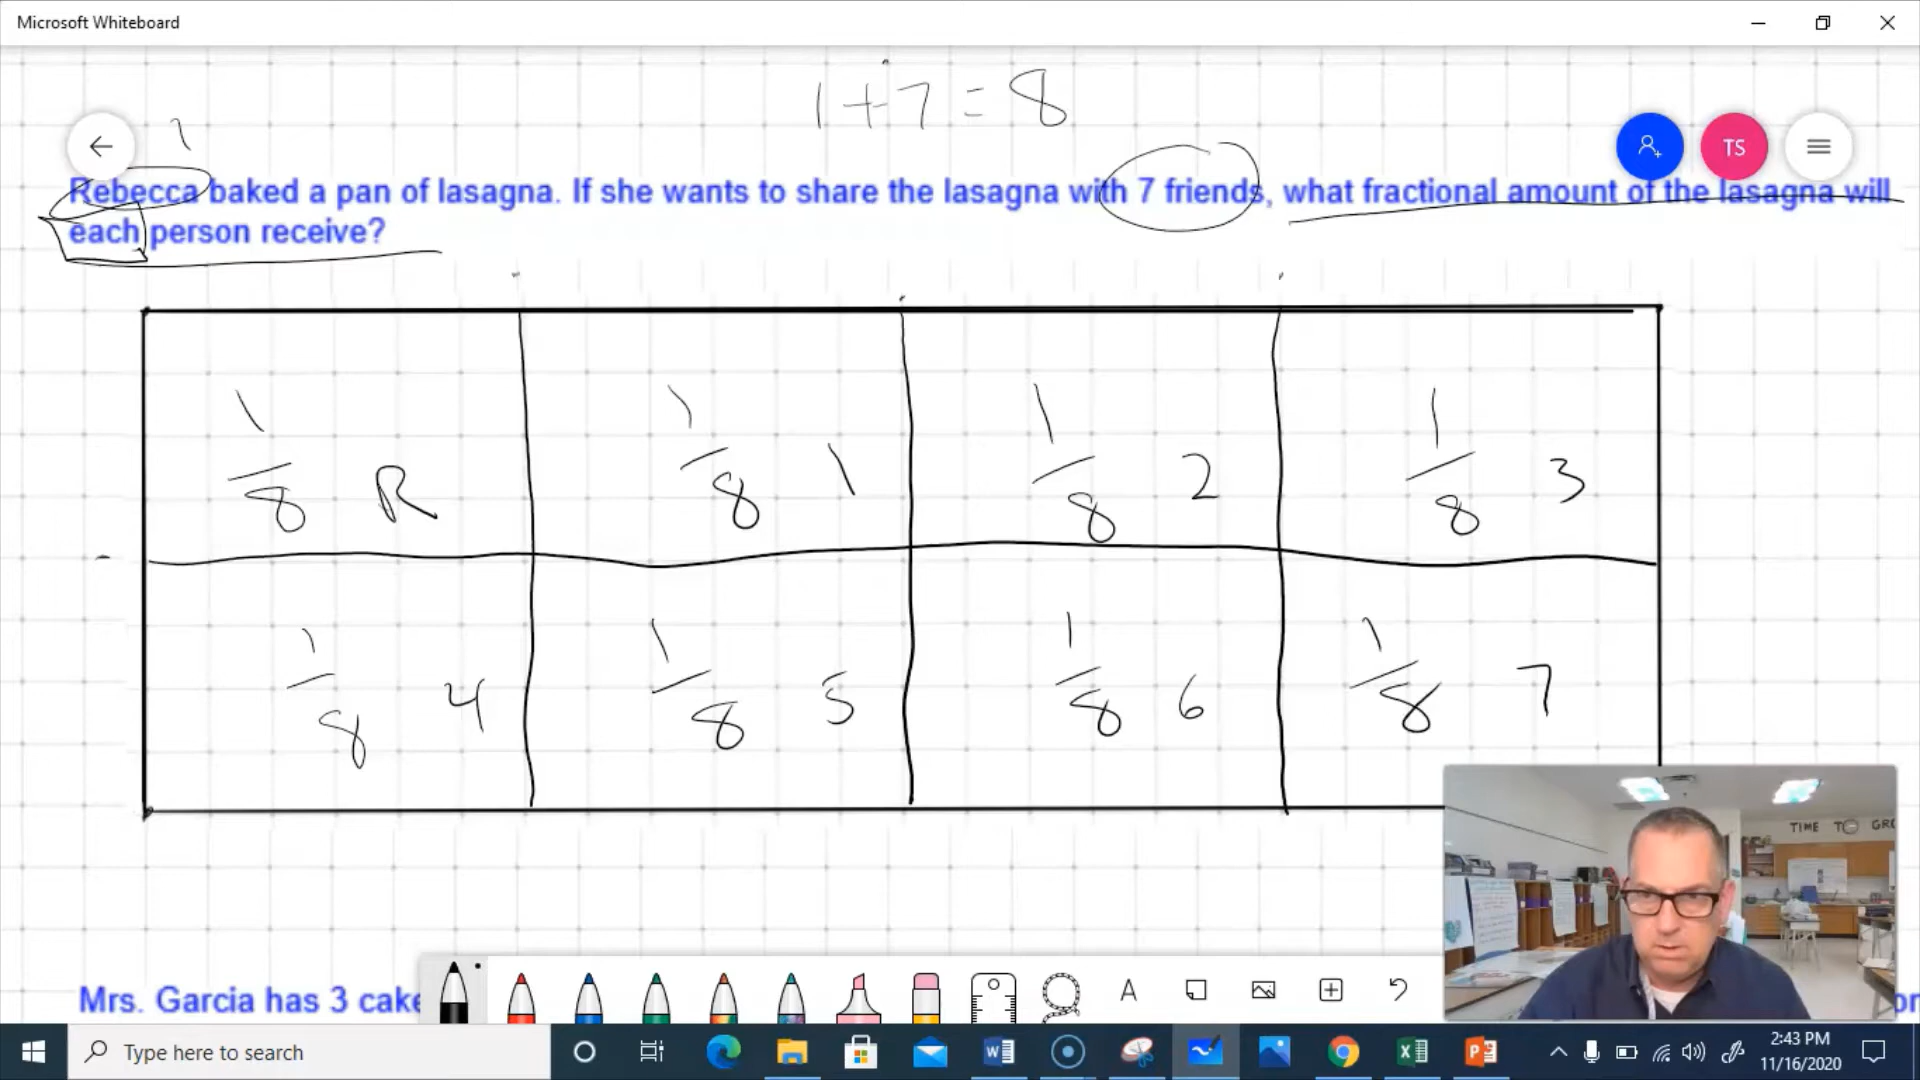 Microsoft Whiteboard
1+7=8
1
TS
Rebecca baked a pan of lasagna. If she wants to share the lasagna with 7 friends, what fractional amount of the lasagna will
each person receive?
1/8 R 1/8 1 1/8 2 1/8 3
1/8 4 1/8 5 1/8 6 1/8 7
TIME TO GRO
Mrs. Garcia has 3 cake
A
Type here to search
2:43 PM
11/16/2020